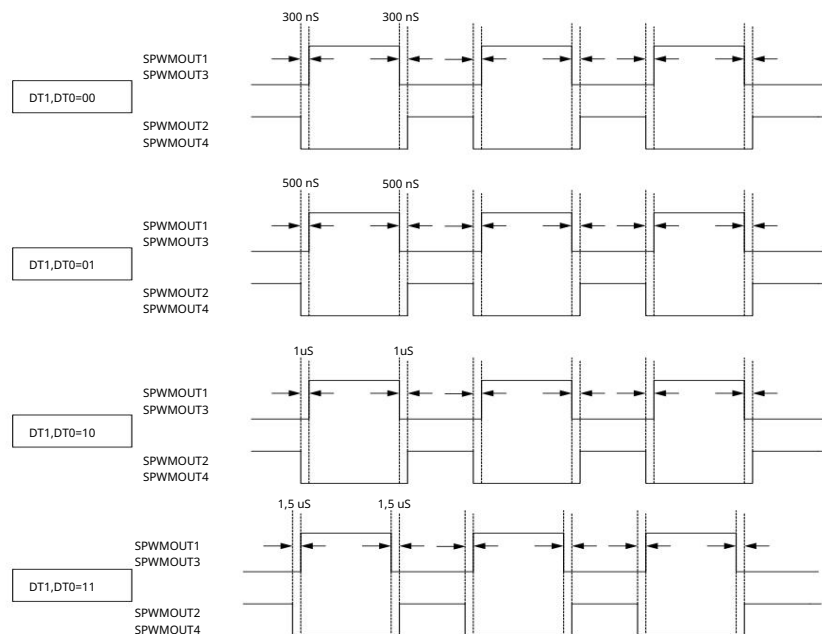 300 nS 300 nS
SPWMOUT1
SPWMOUT3
DT1,DT0=00
SPWMOUT2
SPWMOUT4
500 nS 500 nS
SPWMOUT1
SPWMOUT3
DT1,DT0=01
SPWMOUT2
SPWMOUT4
1uS 1uS
SPWMOUT1
SPWMOUT3
DT1,DT0=10
SPWMOUT2
SPWMOUT4
1,5 uS 1,5 uS
SPWMOUT1
SPWMOUT3
DT1,DT0=11
SPWMOUT2
SPWMOUT4